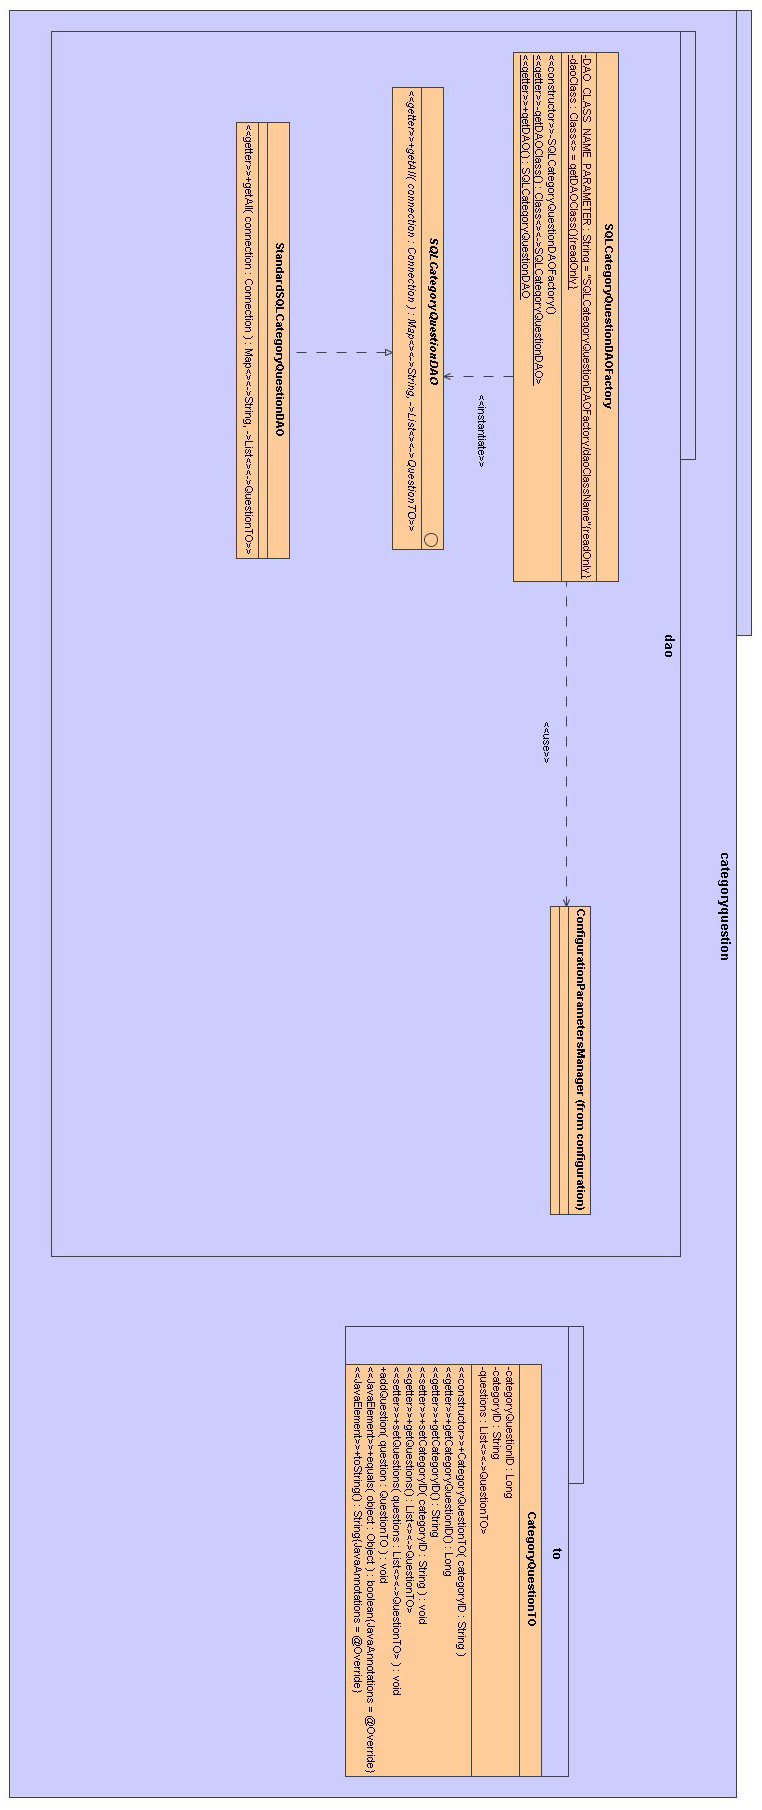 categoryquestion
dao
SQLCategoryQuestionDAOFactory
-DAO_CLASS_NAME_PARAMETER : String = "SQLCategoryQuestionDAOFactory/daoClassName"{readOnly}
-daoClass : Class<> = getDAOClass(){readOnly}
<<constructor>>-SQLCategoryQuestionDAOFactory()
<<getter>>-getDAOClass() : Class<><->SQLCategoryQuestionDAO>
<<getter>>+getDAO() : SQLCategoryQuestionDAO
<<use>>
ConfigurationParametersManager (from configuration)
<<instantiate>>
SQLCategoryQuestionDAO
<<getter>>+getAll( connection : Connection ) : Map<><->String, ->List<><->QuestionTO>>
StandardSQLCategoryQuestionDAO
<<getter>>+getAll( connection : Connection ) : Map<><->String, ->List<><->QuestionTO>>
to
CategoryQuestionTO
-categoryQuestionID : Long
-categoryID : String
-questions : List<><->QuestionTO>
<<constructor>>+CategoryQuestionTO( categoryID : String )
<<getter>>+getCategoryQuestionID() : Long
<<getter>>+getCategoryID() : String
<<setter>>+setCategoryID( categoryID : String ) : void
<<getter>>+getQuestions() : List<><->QuestionTO>
<<setter>>+setQuestions( questions : List<><->QuestionTO> ) : void
+addQuestion( question : QuestionTO ) : void
<<JavaElement>>+equals( object : Object ) : boolean{JavaAnnotations = @Override}
<<JavaElement>>+toString() : String{JavaAnnotations = @Override}